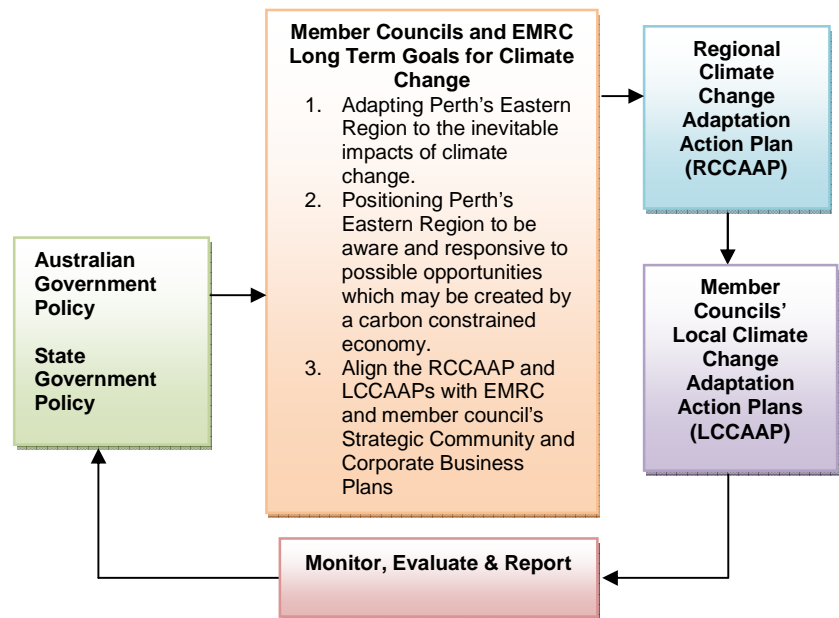 Australian
Government
Policy
State
Government
Policy
Member Councils and EMRC
Long Term Goals for Climate
Change
1. Adapting Perth's Eastern
Region to the inevitable
impacts of climate
change.
2. Positioning Perth's
Eastern Region to be
aware and responsive to
possible opportunities
which may be created by
a carbon constrained
economy.
3. Align the RCCAAP and
LCCAAPs with EMRC
and member council's
Strategic Community and
Corporate Business
Plans
Regional
Climate
Change
Adaptation
Action Plan
(RCCAAP)
Member
Councils'
Local Climate
Change
Adaptation
Action Plans
(LCCAAP)
Monitor, Evaluate & Report